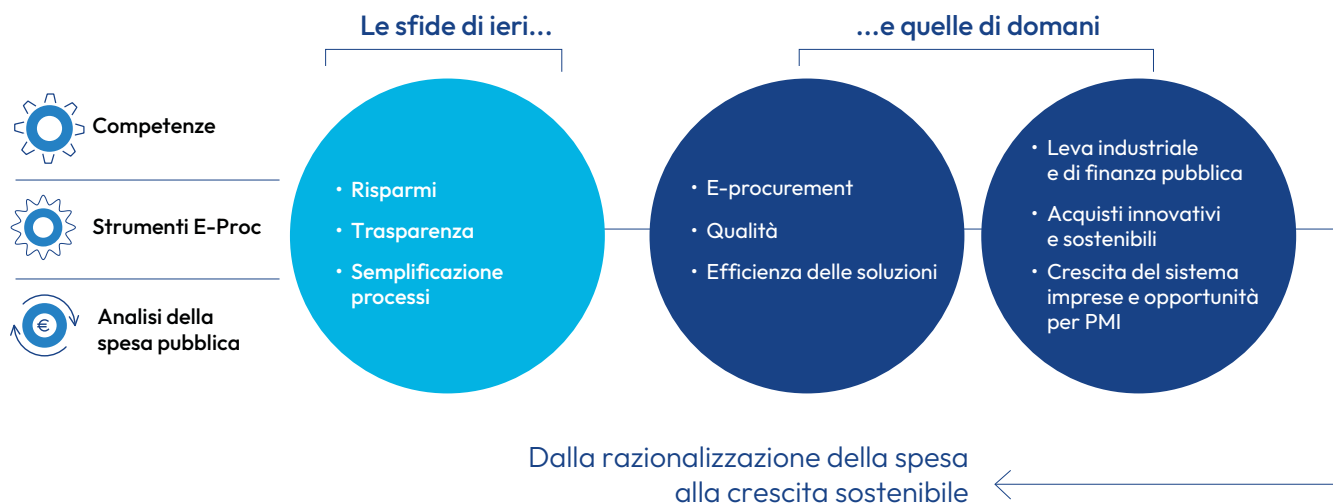 Le sfide di ieri...
...e quelle di domani
Competenze
Strumenti E-Proc
€
Analisi della
spesa pubblica
• Risparmi
• Trasparenza
• Semplificazione
processi
• E-procurement
• Qualità
• Efficienza delle soluzioni
• Leva industriale
e di finanza pubblica
• Acquisti innovativi
e sostenibili
• Crescita del sistema
imprese e opportunità
per PMI
Dalla razionalizzazione della spesa
alla crescita sostenibile